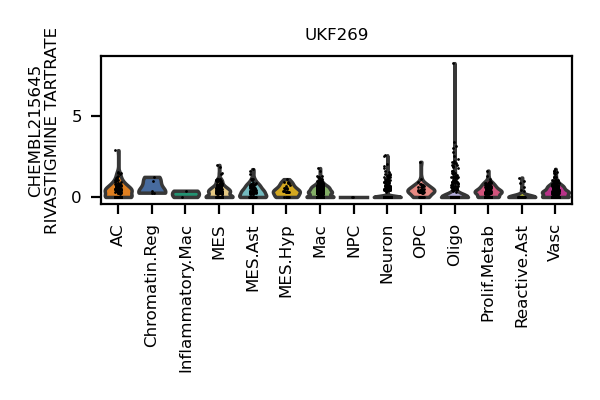 UKF269
CHEMBL215645
RIVASTIGMINE TARTRATE
5
0
AC
Chromatin.Reg
Inflammatory.Mac
MES
MES.Ast
MES.Hyp
Mac
NPC
Neuron
OPC
Oligo
Prolif.Metab
Reactive.Ast
Vasc